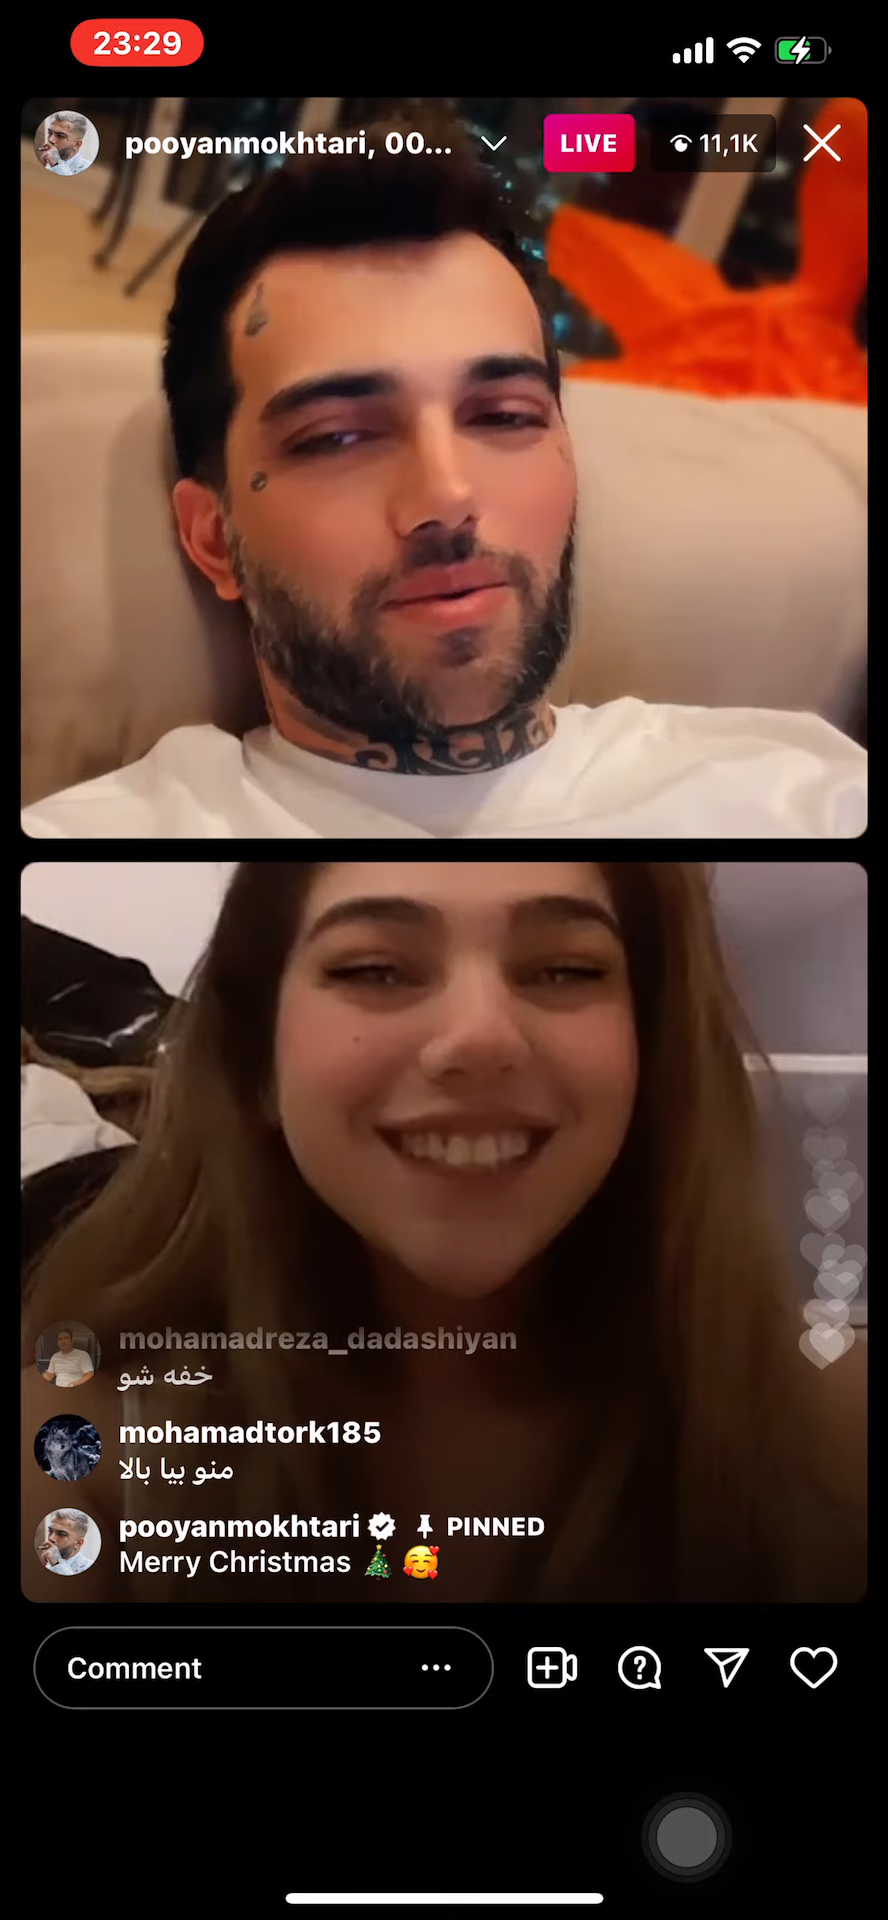 23:29
pooyanmokhtari, 00...
LIVE
11,1K
mohamadreza_dadashiyan
خفه شو
mohamadtork185
منو بیا بالا
pooyanmokhtari PINNED
Merry Christmas 🎄 🥰
Comment